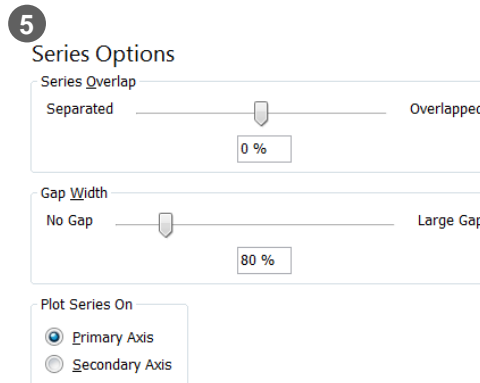 5
Series Options
Series Overlap
Separated Overlapped
0 %
Gap Width
No Gap Large Gap
80 %
Plot Series On
Primary Axis
Secondary Axis